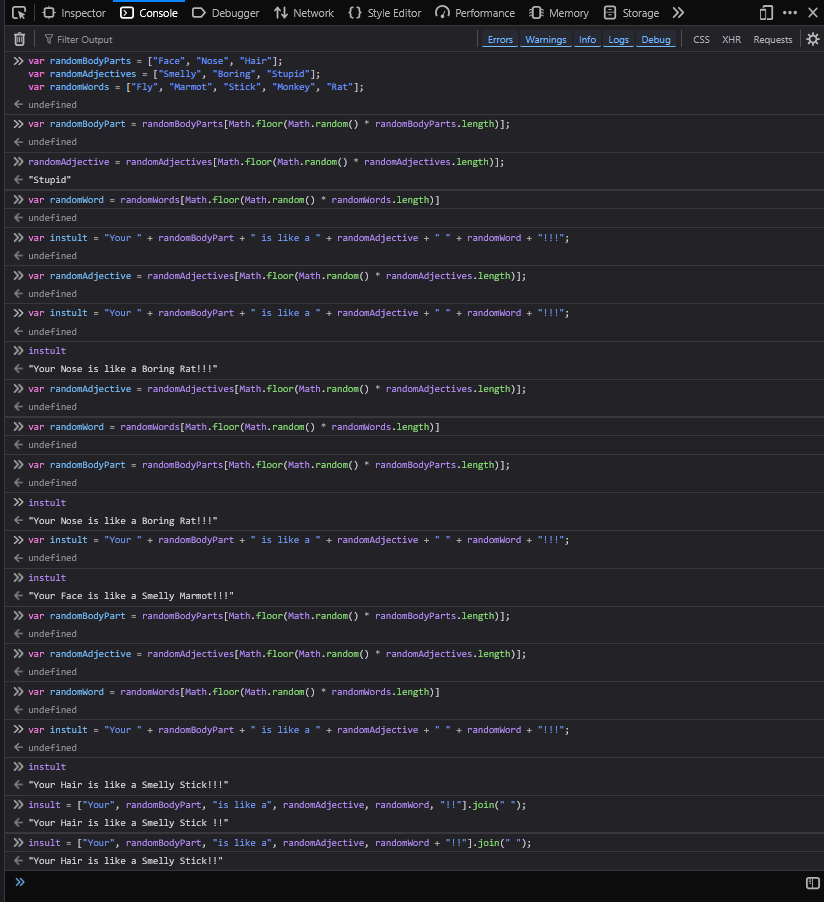 Inspector Console Debugger Network Style Editor Performance Memory Storage
Filter Output Errors Warnings Info Logs Debug CSS XHR Requests
var randomBodyParts = ["Face", "Nose", "Hair"];
var randomAdjectives = ["Smelly", "Boring", "Stupid"];
var randomWords = ["Fly", "Marmot", "Stick", "Monkey", "Rat"];
undefined
var randomBodyPart = randomBodyParts[Math.floor(Math.random() * randomBodyParts.length)];
undefined
randomAdjective = randomAdjectives[Math.floor(Math.random() * randomAdjectives.length)];
"Stupid"
var randomWord = randomWords[Math.floor(Math.random() * randomWords.length)]
undefined
var instult = "Your " + randomBodyPart + " is like a " + randomAdjective + " " + randomWord + "!!!";
undefined
var randomAdjective = randomAdjectives[Math.floor(Math.random() * randomAdjectives.length)];
undefined
var instult = "Your " + randomBodyPart + " is like a " + randomAdjective + " " + randomWord + "!!!";
undefined
instult
"Your Nose is like a Boring Rat!!!"
var randomAdjective = randomAdjectives[Math.floor(Math.random() * randomAdjectives.length)];
undefined
var randomWord = randomWords[Math.floor(Math.random() * randomWords.length)]
undefined
var randomBodyPart = randomBodyParts[Math.floor(Math.random() * randomBodyParts.length)];
undefined
instult
"Your Nose is like a Boring Rat!!!"
var instult = "Your " + randomBodyPart + " is like a " + randomAdjective + " " + randomWord + "!!!";
undefined
instult
"Your Face is like a Smelly Marmot!!!"
var randomBodyPart = randomBodyParts[Math.floor(Math.random() * randomBodyParts.length)];
undefined
var randomAdjective = randomAdjectives[Math.floor(Math.random() * randomAdjectives.length)];
undefined
var randomWord = randomWords[Math.floor(Math.random() * randomWords.length)]
undefined
var instult = "Your " + randomBodyPart + " is like a " + randomAdjective + " " + randomWord + "!!!";
undefined
instult
"Your Hair is like a Smelly Stick!!!"
insult = ["Your", randomBodyPart, "is like a", randomAdjective, randomWord, "!!"].join(" ");
"Your Hair is like a Smelly Stick !!"
insult = ["Your", randomBodyPart, "is like a", randomAdjective, randomWord + "!!"].join(" ");
"Your Hair is like a Smelly Stick!!"